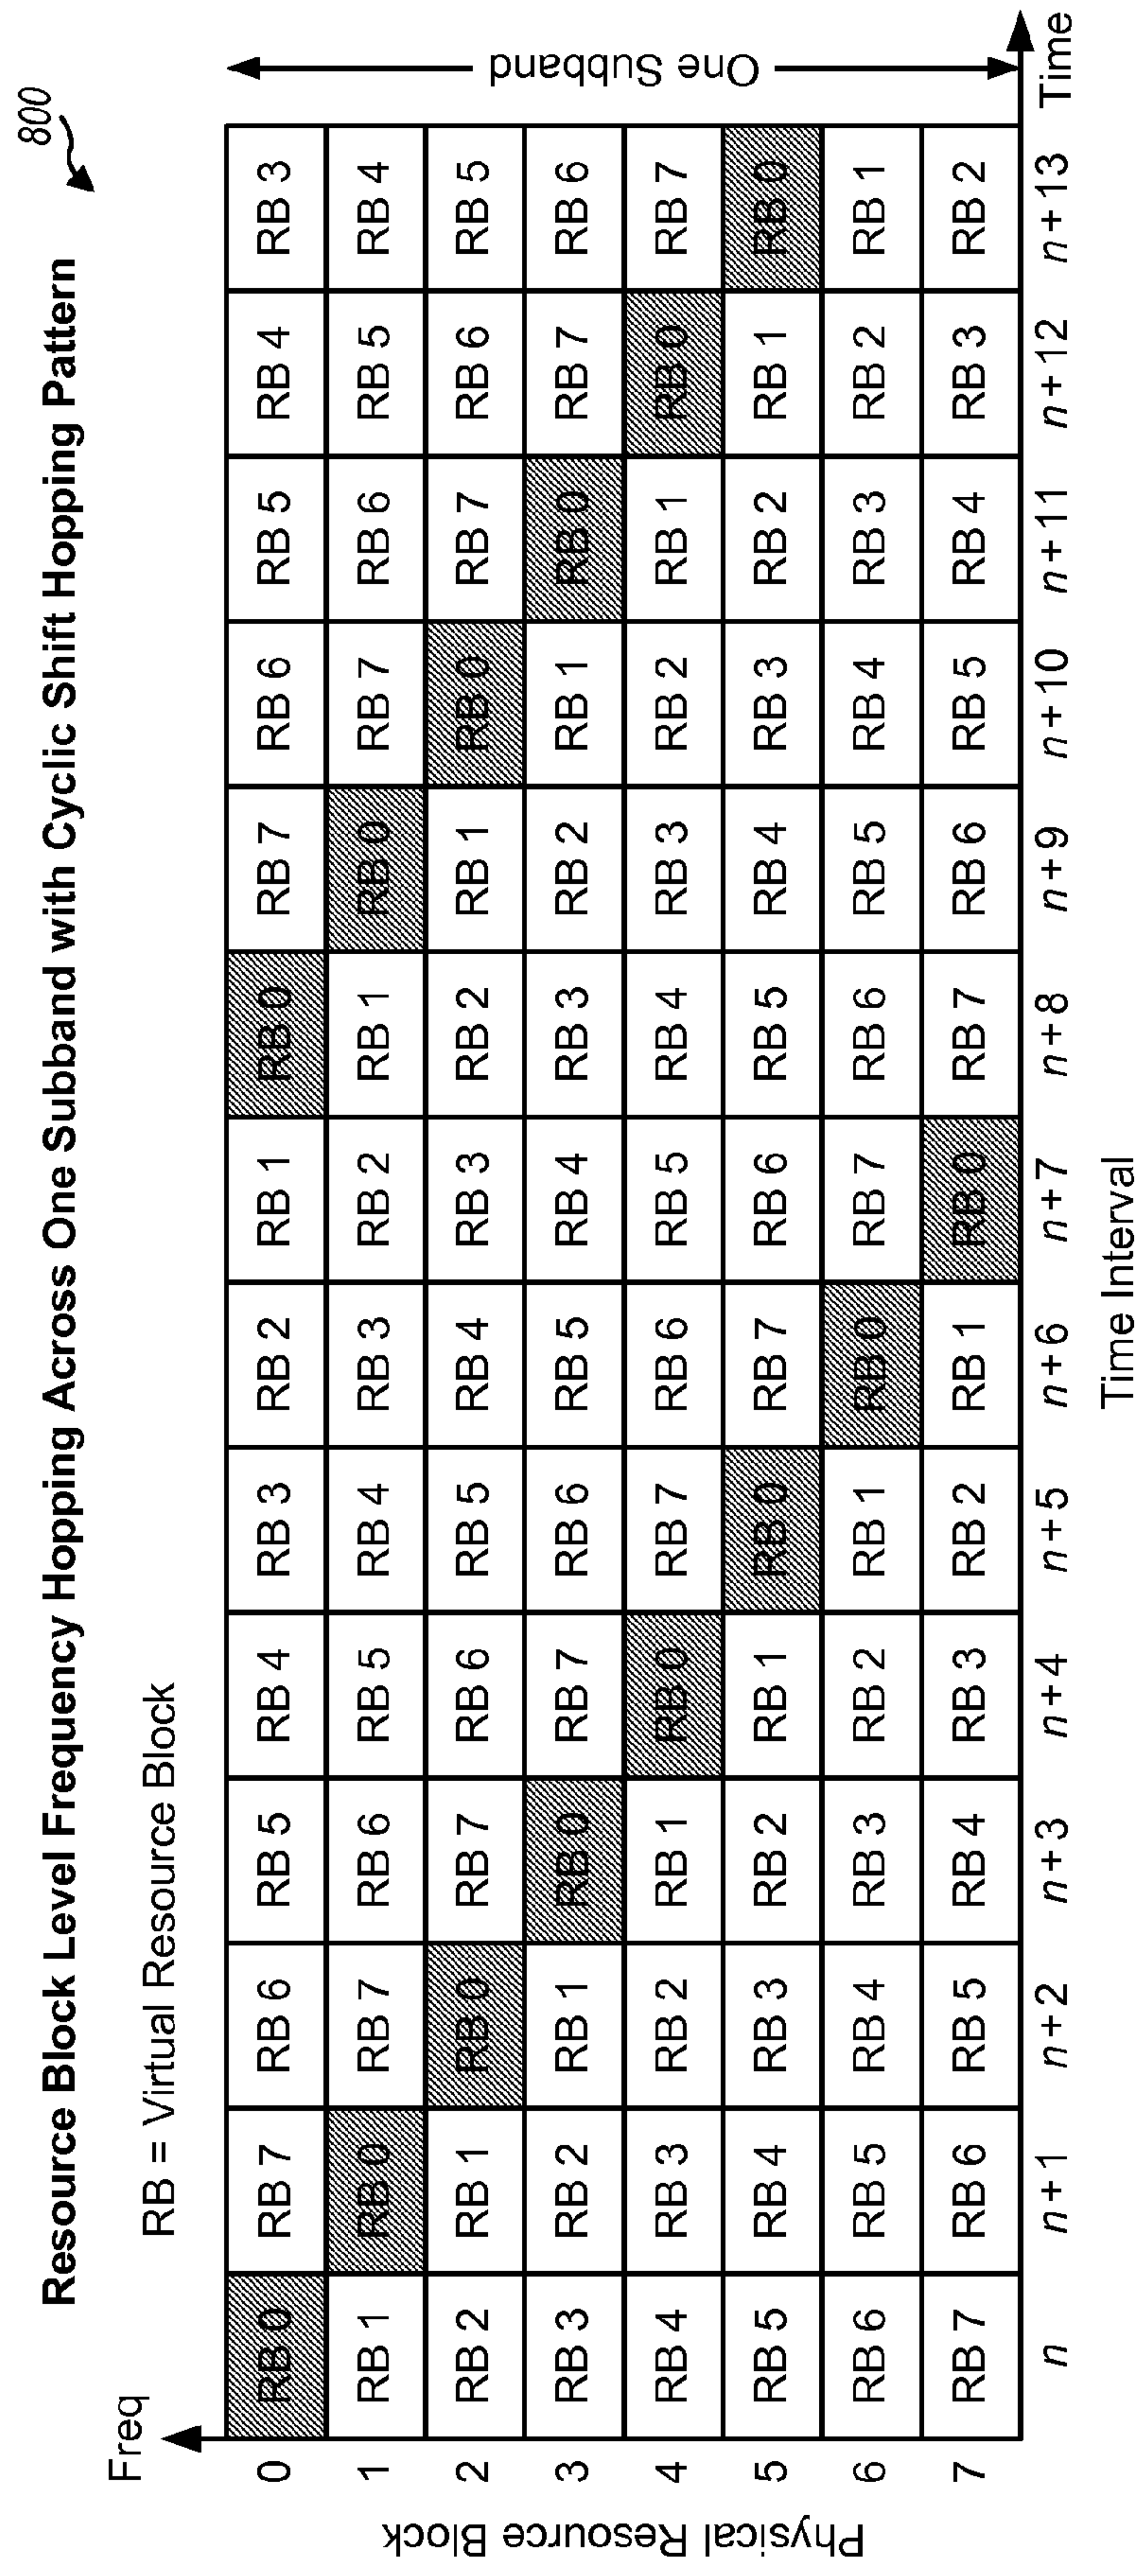 Resource Block Level Frequency Hopping Across One Subband with Cyclic Shift Hopping Pattern
800
RB = Virtual Resource Block
Freq
0 RB 0 RB 7 RB 6 RB 5 RB 4 RB 3 RB 2 RB 1 RB 0 RB 7 RB 6 RB 5 RB 4 RB 3
1 RB 1 RB 0 RB 7 RB 6 RB 5 RB 4 RB 3 RB 2 RB 1 RB 0 RB 7 RB 6 RB 5 RB 4
2 RB 2 RB 1 RB 0 RB 7 RB 6 RB 5 RB 4 RB 3 RB 2 RB 1 RB 0 RB 7 RB 6 RB 5
3 RB 3 RB 2 RB 1 RB 0 RB 7 RB 6 RB 5 RB 4 RB 3 RB 2 RB 1 RB 0 RB 7 RB 6
4 RB 4 RB 3 RB 2 RB 1 RB 0 RB 7 RB 6 RB 5 RB 4 RB 3 RB 2 RB 1 RB 0 RB 7
5 RB 5 RB 4 RB 3 RB 2 RB 1 RB 0 RB 7 RB 6 RB 5 RB 4 RB 3 RB 2 RB 1 RB 0
6 RB 6 RB 5 RB 4 RB 3 RB 2 RB 1 RB 0 RB 7 RB 6 RB 5 RB 4 RB 3 RB 2 RB 1
7 RB 7 RB 6 RB 5 RB 4 RB 3 RB 2 RB 1 RB 0 RB 7 RB 6 RB 5 RB 4 RB 3 RB 2
n n + 1 n + 2 n + 3 n + 4 n + 5 n + 6 n + 7 n + 8 n + 9 n + 10 n + 11 n + 12 n + 13
Physical Resource Block
One Subband
Time
Time Interval